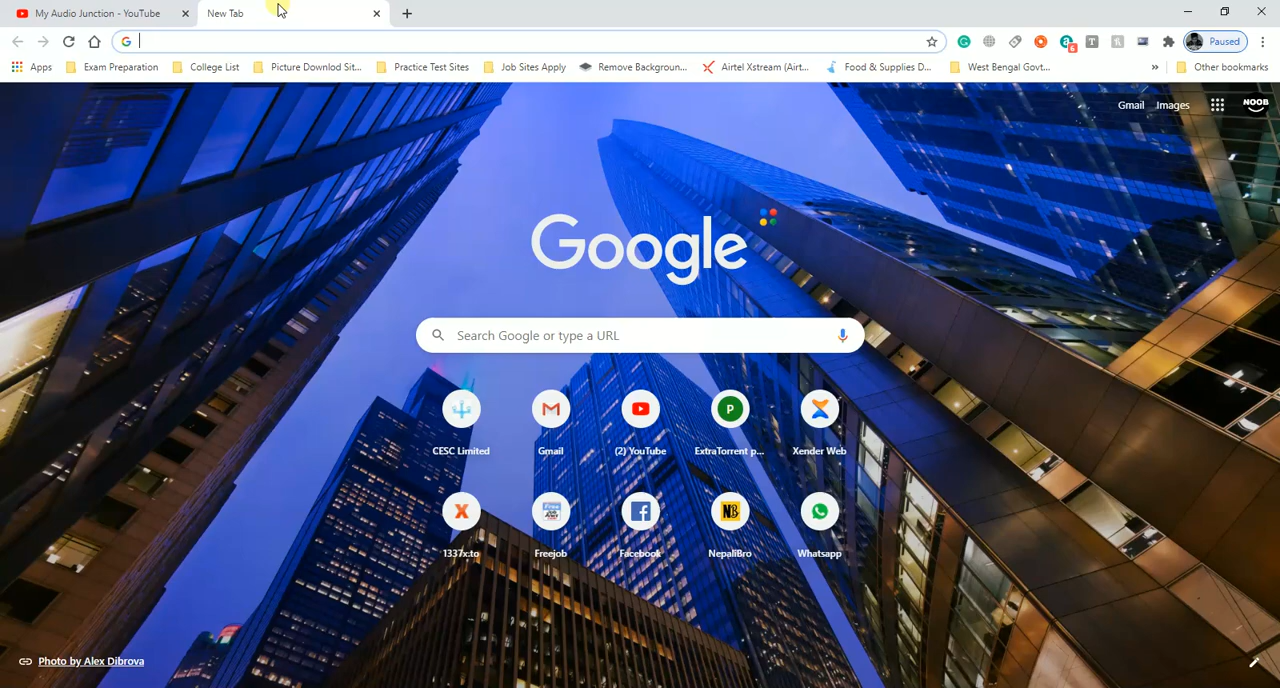 My Audio Junction - YouTube
New Tab
G
Paused
Apps
Exam Preparation
College List
Picture Downlod Sit...
Practice Test Sites
Job Sites Apply
Remove Backgroun...
Airtel Xstream (Airt...
Food & Supplies D...
West Bengal Govt...
»
Other bookmarks
Gmail
Images
NOOB
Google
Search Google or type a URL
CESC Limited
Gmail
(2) YouTube
P
ExtraTorrent p...
Xender Web
1337x.to
Freejob
Facebook
NepaliBro
Whatsapp
Photo by Alex Dibrova